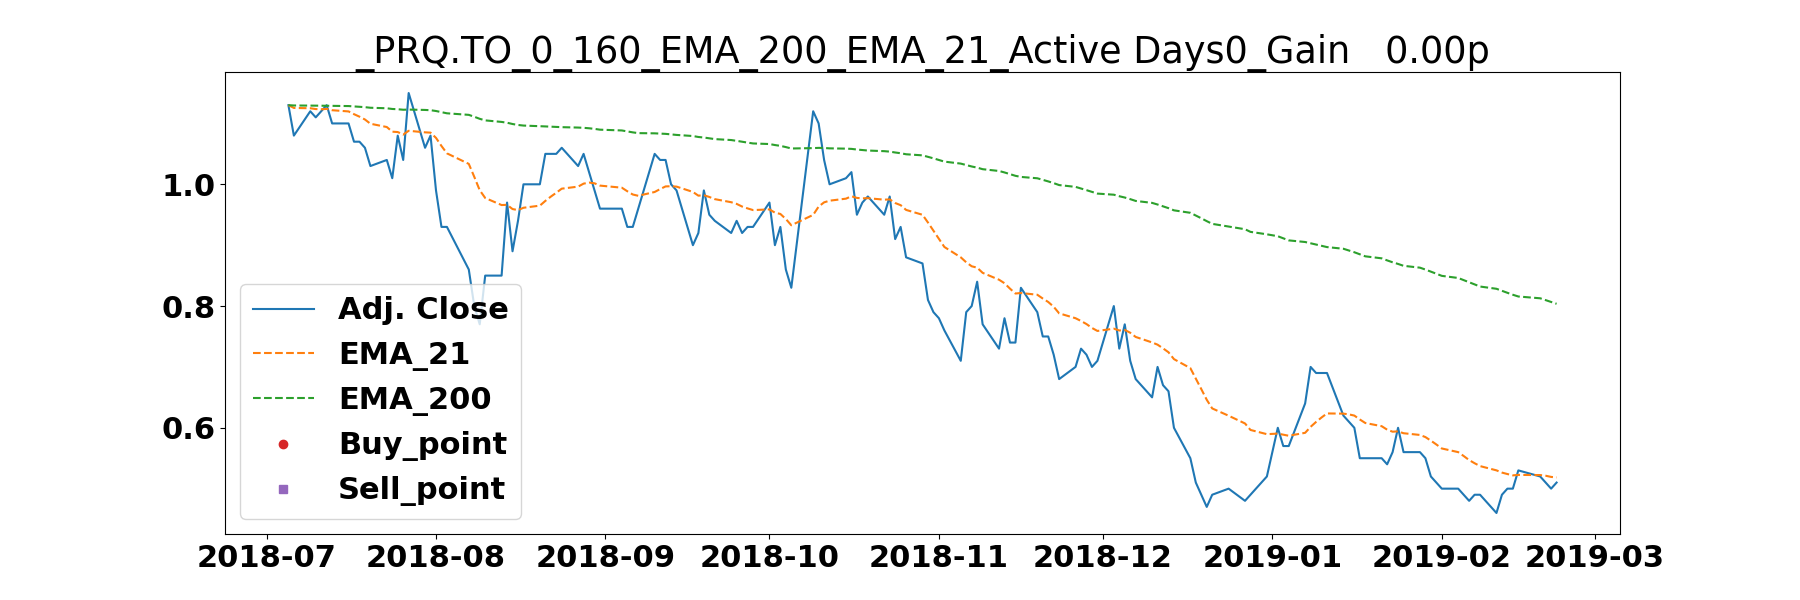 _PRQ.TO_0_160_EMA_200_EMA_21_Active Days0_Gain   0.00p
1.0
0.8
0.6
Adj. Close
EMA_21
EMA_200
Buy_point
Sell_point
2018-07 2018-08 2018-09 2018-10 2018-11 2018-12 2019-01 2019-02 2019-03